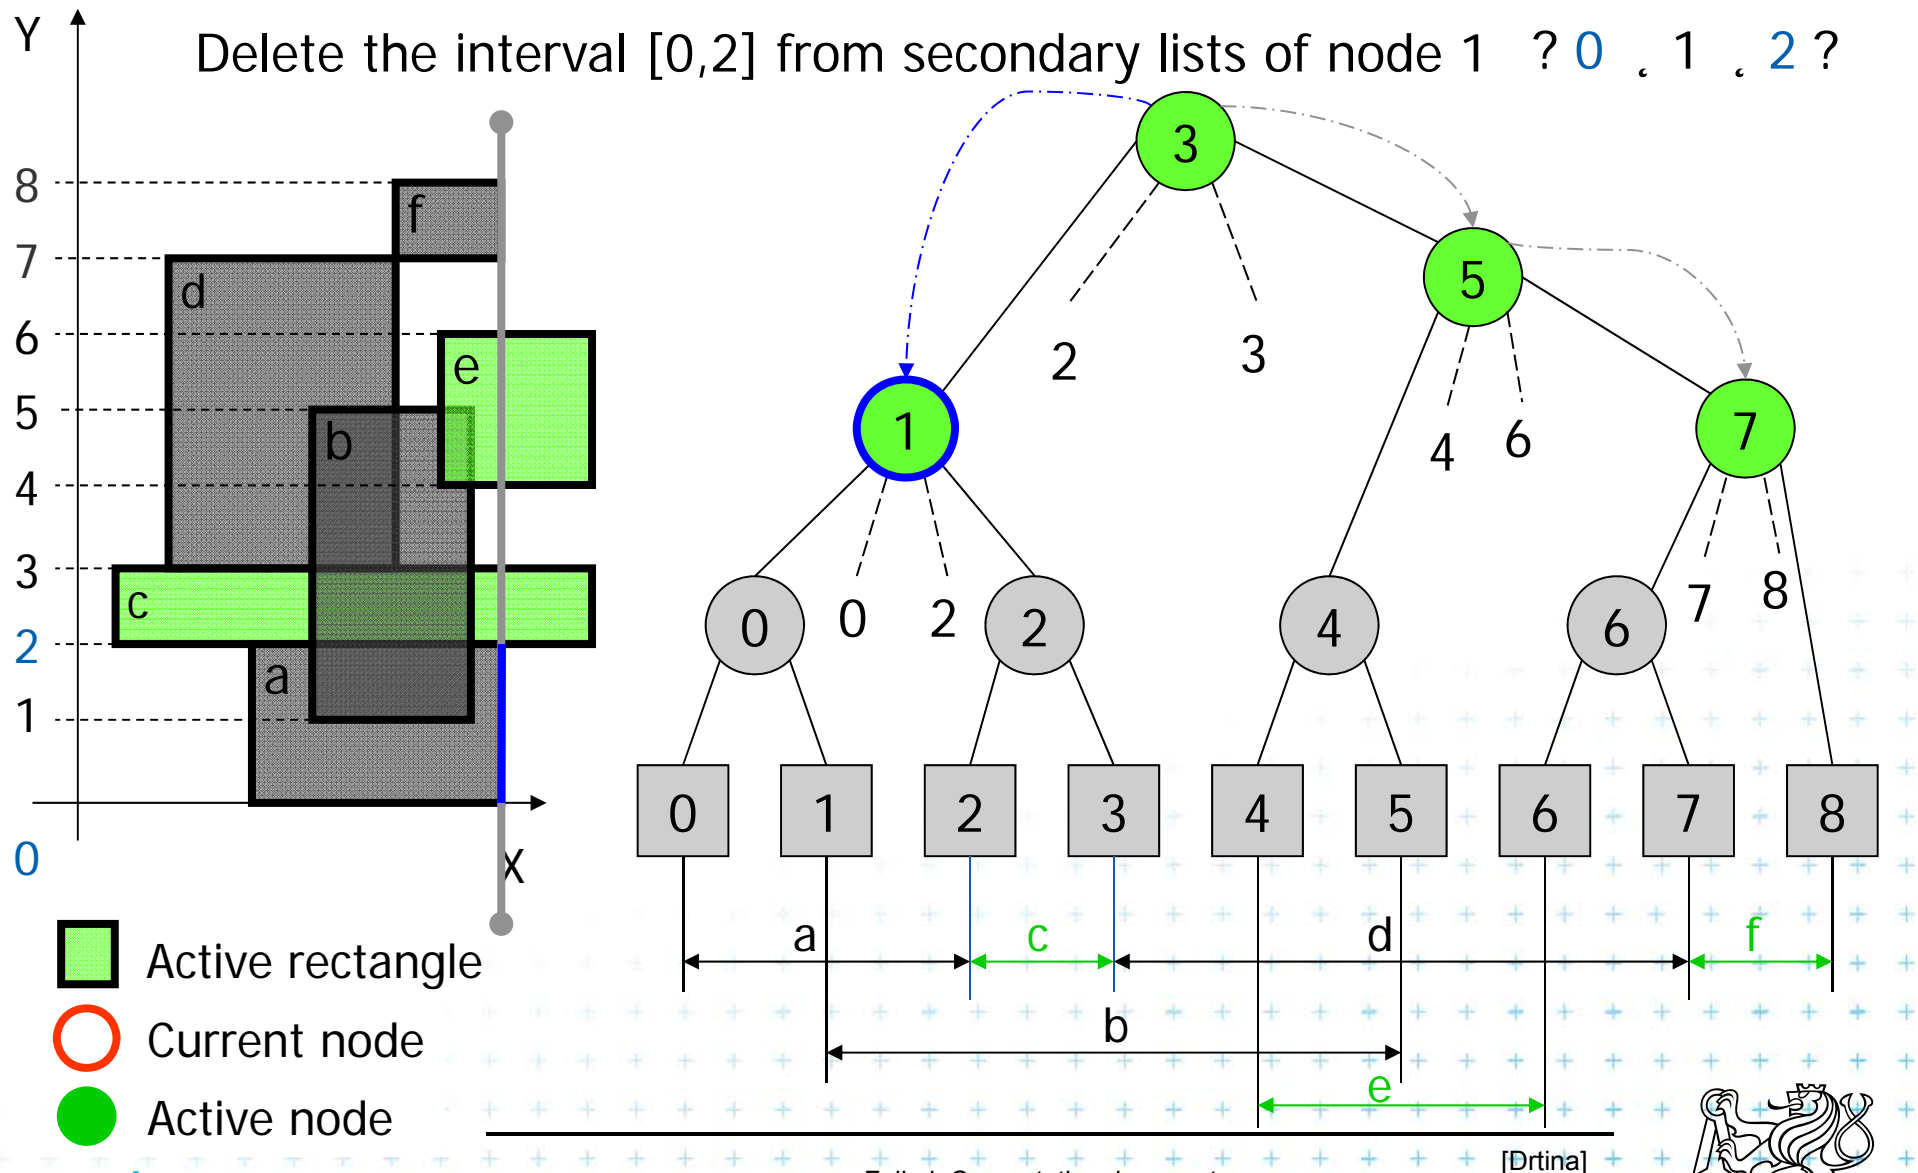 Y
Delete the interval [0,2] from secondary lists of node 1 ? 0 ˛ 1 ˛ 2 ?
3
8
f
7
d
5
6
e
2
3
5
b
1
4
6
7
4
3
c
0
0
2
2
4
6
7
8
2
a
1
0
1
2
3
4
5
6
7
8
0
X
a
c
d
f
Active rectangle
b
Current node
e
Active node
[Drtina]